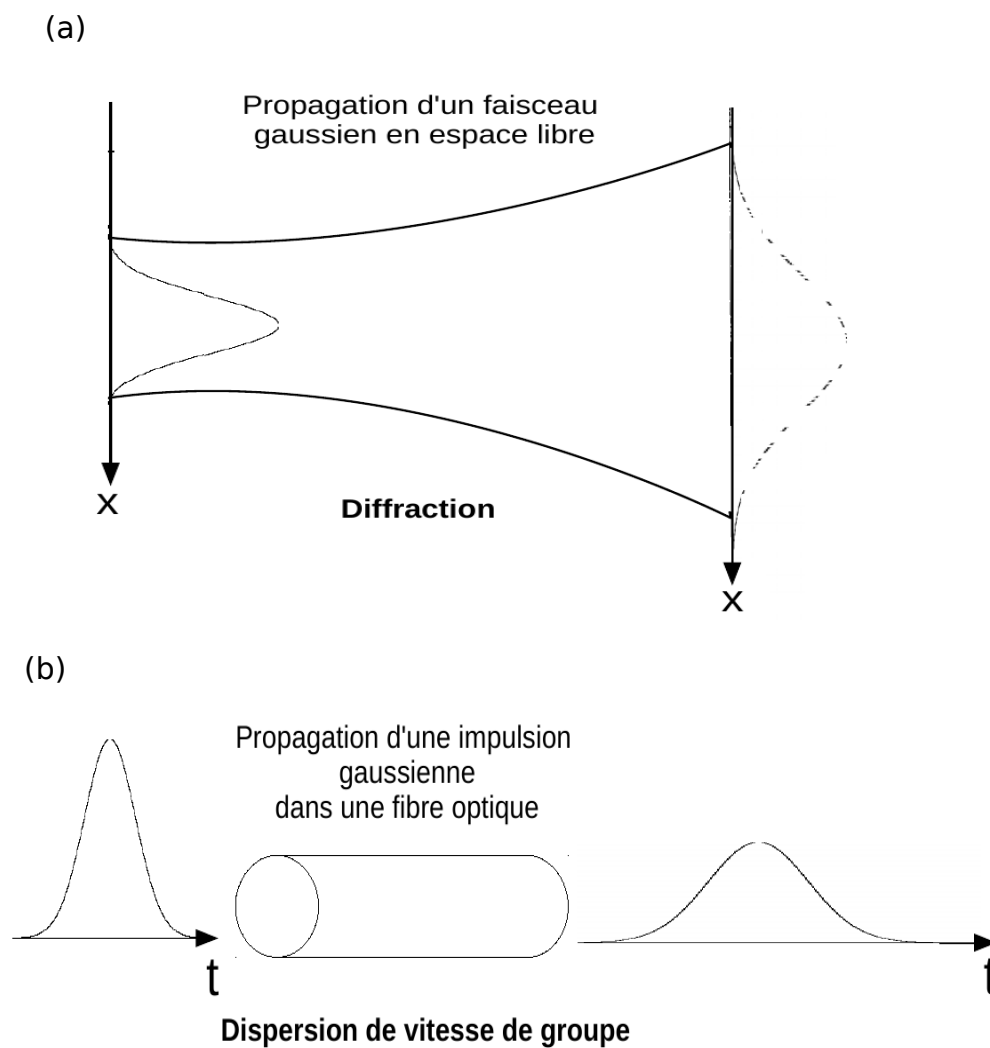 (a)
Propagation d'un faisceau
gaussien en espace libre
x
Diffraction
x
(b)
Propagation d'une impulsion
gaussienne
dans une fibre optique
t
t
Dispersion de vitesse de groupe